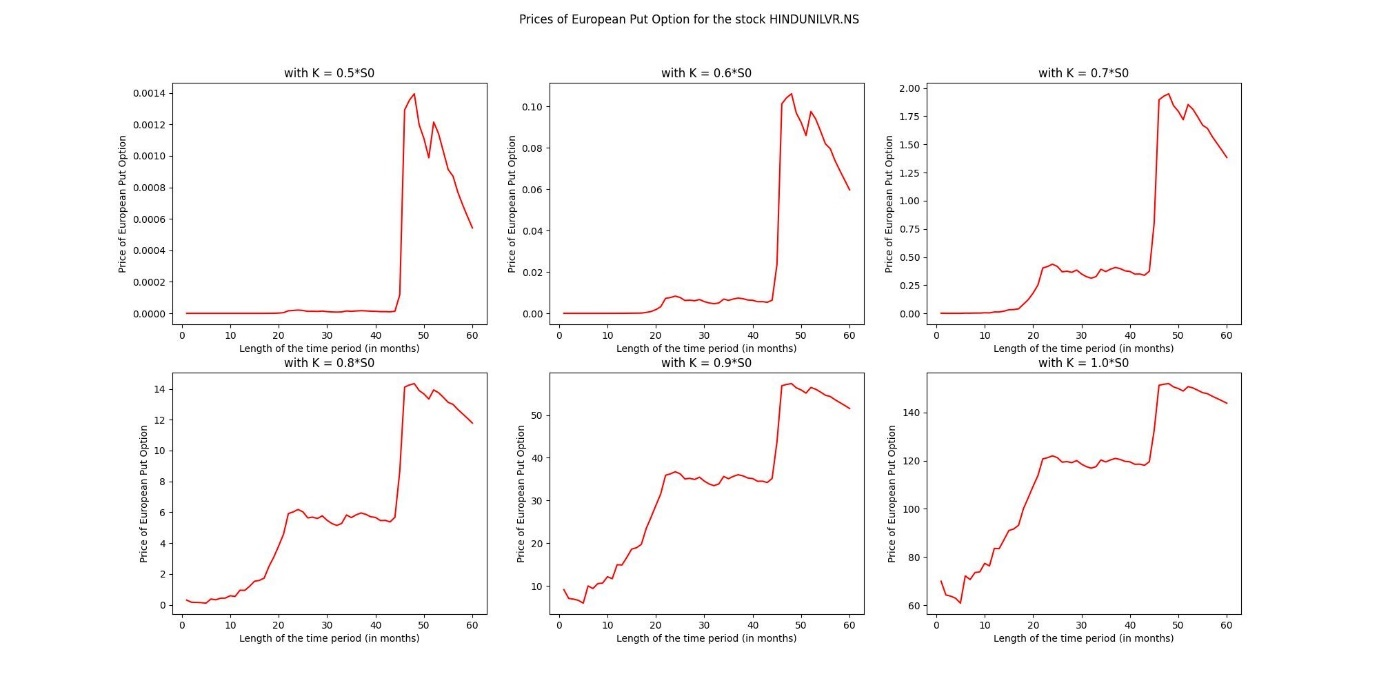 Prices of European Put Option for the stock HINDUNILVR.NS
with K = 0.5*S0
0.0014
0.0012
0.0010
0.0008
0.0006
0.0004
0.0002
0.0000
Price of European Put Option
0 10 20 30 40 50 60
Length of the time period (in months)
with K = 0.6*S0
0.10
0.08
0.06
0.04
0.02
0.00
Price of European Put Option
0 10 20 30 40 50 60
Length of the time period (in months)
with K = 0.7*S0
2.00
1.75
1.50
1.25
1.00
0.75
0.50
0.25
0.00
Price of European Put Option
0 10 20 30 40 50 60
Length of the time period (in months)
with K = 0.8*S0
14
12
10
8
6
4
2
0
Price of European Put Option
0 10 20 30 40 50 60
Length of the time period (in months)
with K = 0.9*S0
50
40
30
20
10
Price of European Put Option
0 10 20 30 40 50 60
Length of the time period (in months)
with K = 1.0*S0
140
120
100
80
60
Price of European Put Option
0 10 20 30 40 50 60
Length of the time period (in months)